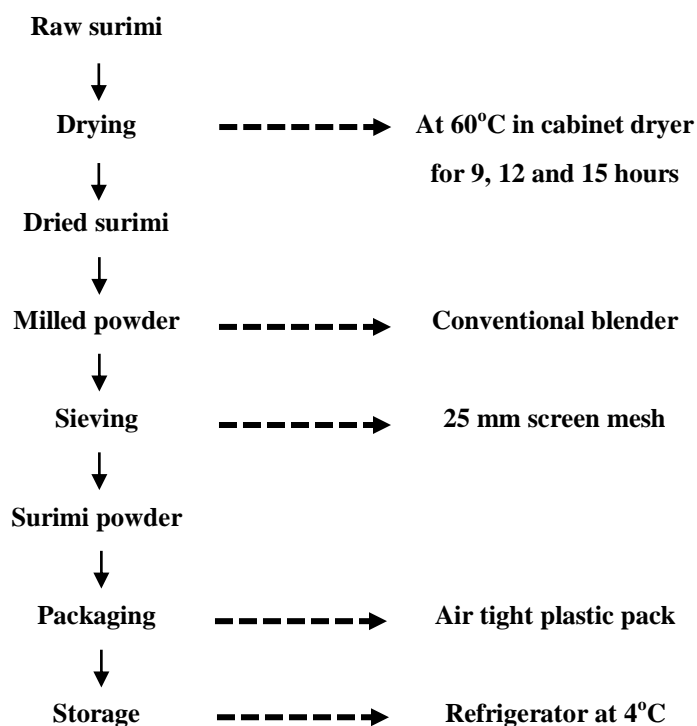 Raw surimi
Drying
At 60°C in cabinet dryer
for 9, 12 and 15 hours
Dried surimi
Milled powder
Conventional blender
Sieving
25 mm screen mesh
Surimi powder
Packaging
Air tight plastic pack
Storage
Refrigerator at 4°C